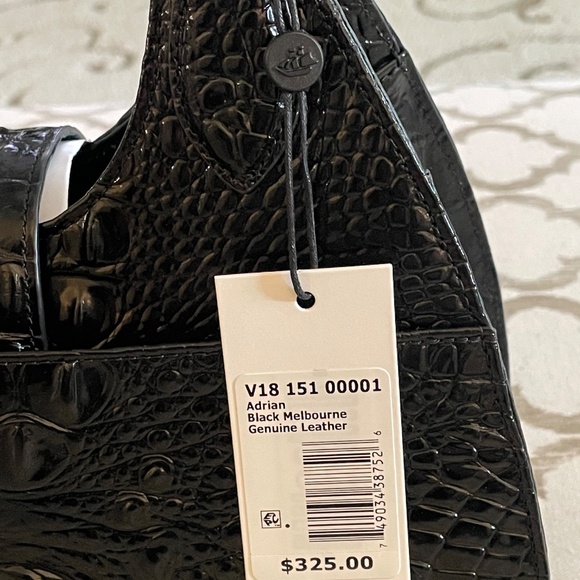 V18 151 00001
Adrian
Black Melbourne
Genuine Leather
7 49034 38752 6
$325.00